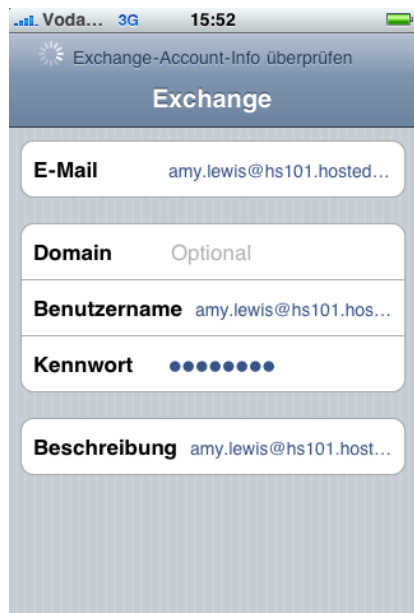 Voda... 3G 15:52
Exchange-Account-Info überprüfen
Exchange
E-Mail amy.lewis@hs101.hosted...
Domain Optional
Benutzername amy.lewis@hs101.hos...
Kennwort ●●●●●●●●
Beschreibung amy.lewis@hs101.host...